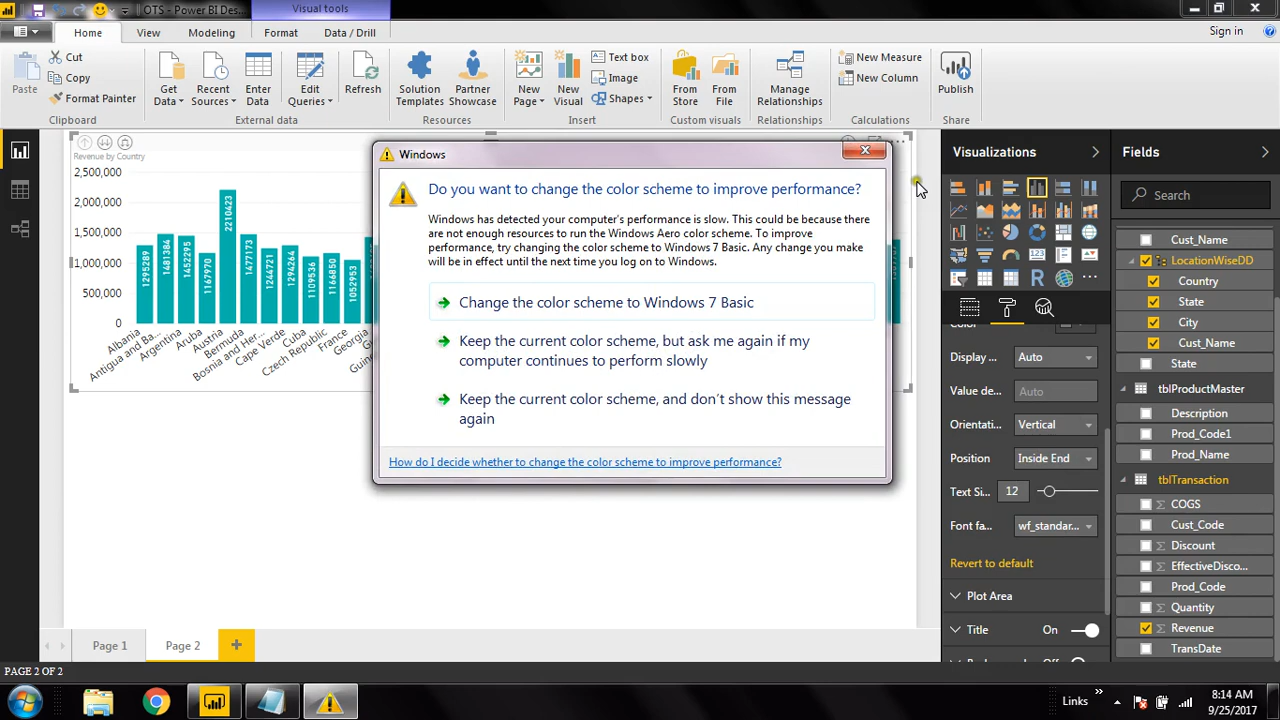 OTS - Power BI Des...
Visual tools
Home
View
Modeling
Format
Data / Drill
Sign in
Paste
Cut
Copy
Format Painter
Clipboard
Get
Data
Recent
Sources
Enter
Data
Edit
Queries
Refresh
External data
Solution
Templates
Partner
Showcase
Resources
New
Page
New
Visual
Text box
Image
Shapes
Insert
From
Store
From
File
Custom visuals
Manage
Relationships
Relationships
New Measure
New Column
Calculations
Publish
Share
Revenue by Country
2,500,000
2,000,000
1,500,000
1,000,000
500,000
0
1295289
1481384
1452295
1167970
2210423
1477173
1244721
1294264
1109536
1166850
1052953
Albania
Antigua and Ba...
Argentina
Aruba
Austria
Bermuda
Bosnia and Her...
Cape Verde
Cuba
Czech Republic
France
Georgia
Windows
Do you want to change the color scheme to improve performance?
Windows has detected your computer's performance is slow. This could be because there
are not enough resources to run the Windows Aero color scheme. To improve
performance, try changing the color scheme to Windows 7 Basic. Any change you make
will be in effect until the next time you log on to Windows.
Change the color scheme to Windows 7 Basic
Keep the current color scheme, but ask me again if my
computer continues to perform slowly
Keep the current color scheme, and don't show this message
again
How do I decide whether to change the color scheme to improve performance?
Visualizations
123
R
Display ...
Auto
Value de...
Auto
Orientati...
Vertical
Position
Inside End
Text Si...
12
Font fa...
wf_standar...
Revert to default
Plot Area
Title
On
Fields
Search
Cust_Name
LocationWiseDD
Country
State
City
Cust_Name
State
tblProductMaster
Description
Prod_Code1
Prod_Name
tblTransaction
Σ COGS
Cust_Code
Σ Discount
Σ EffectiveDisco...
Prod_Code
Σ Quantity
Σ Revenue
TransDate
Page 1
Page 2
PAGE 2 OF 2
Links
8:14 AM
9/25/2017